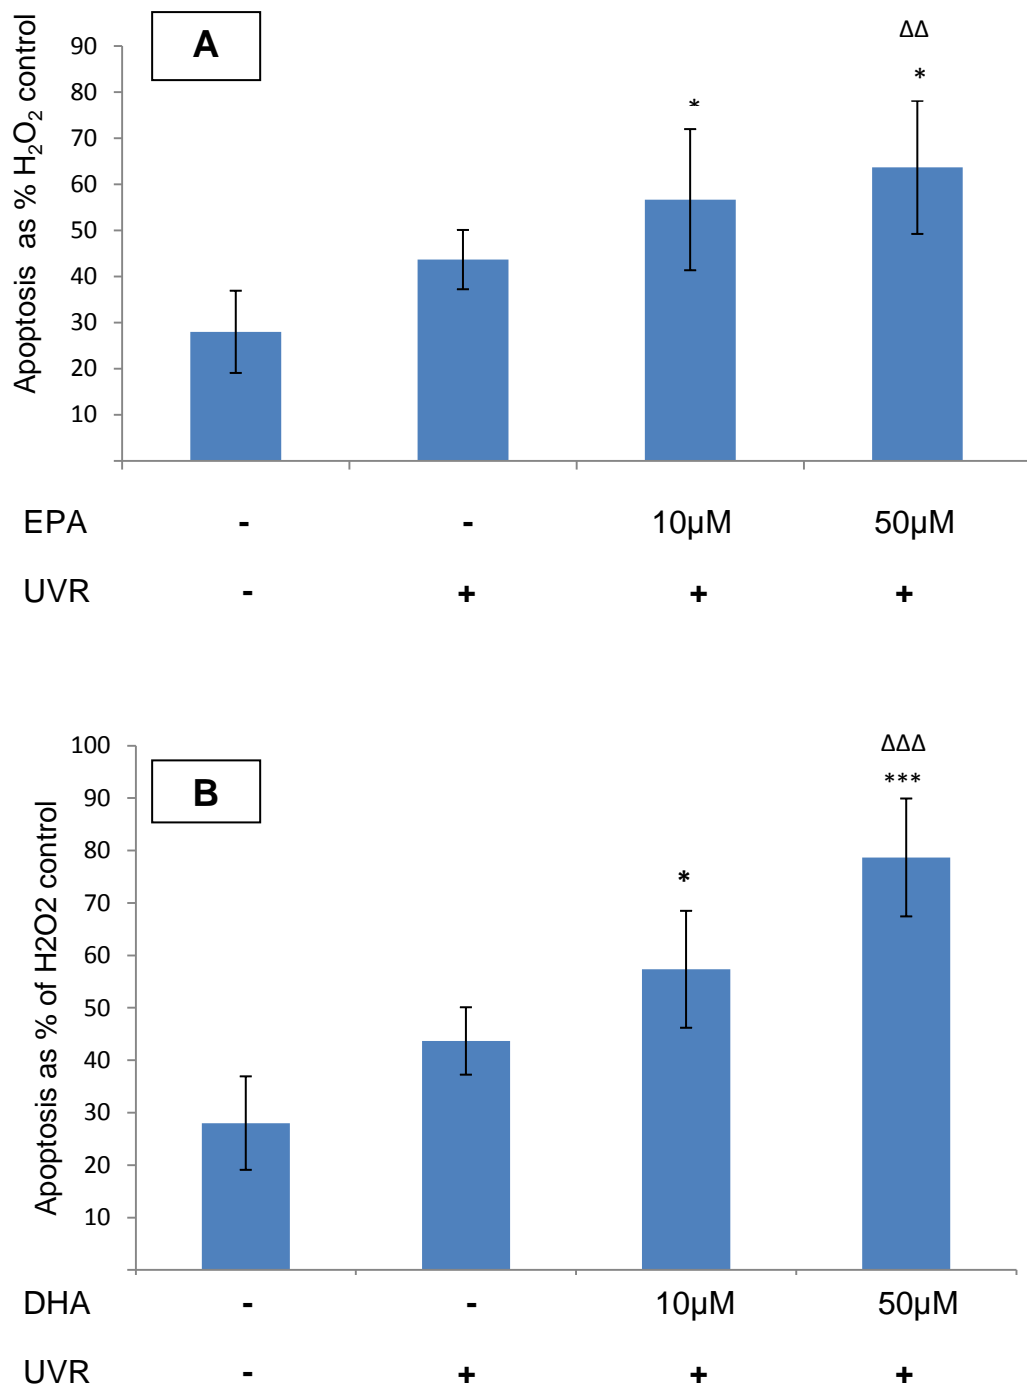 A
Apoptosis as % H₂O₂ control
90
80
70
60
50
40
30
20
10
*
ΔΔ
*
EPA - - 10µM 50µM
UVR - + + +
B
Apoptosis as % of H2O2 control
100
90
80
70
60
50
40
30
20
10
*
ΔΔΔ
***
DHA - - 10µM 50µM
UVR - + + +